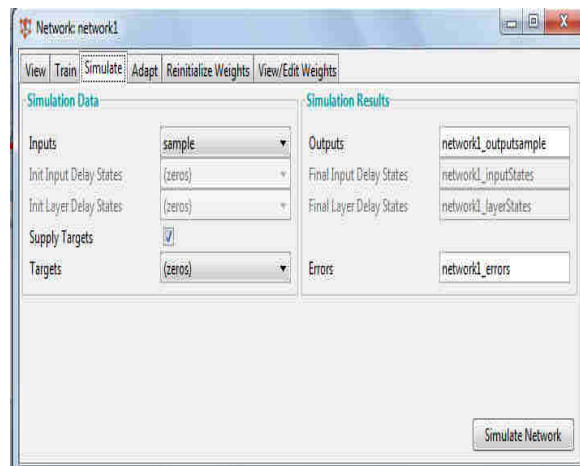 Network: network1
View Train Simulate Adapt Reinitialize Weights View/Edit Weights
Simulation Data
Inputs sample
Init Input Delay States (zeros)
Init Layer Delay States (zeros)
Supply Targets
Targets (zeros)
Simulation Results
Outputs network1_outputsample
Final Input Delay States network1_inputStates
Final Layer Delay States network1_layerStates
Errors network1_errors
Simulate Network